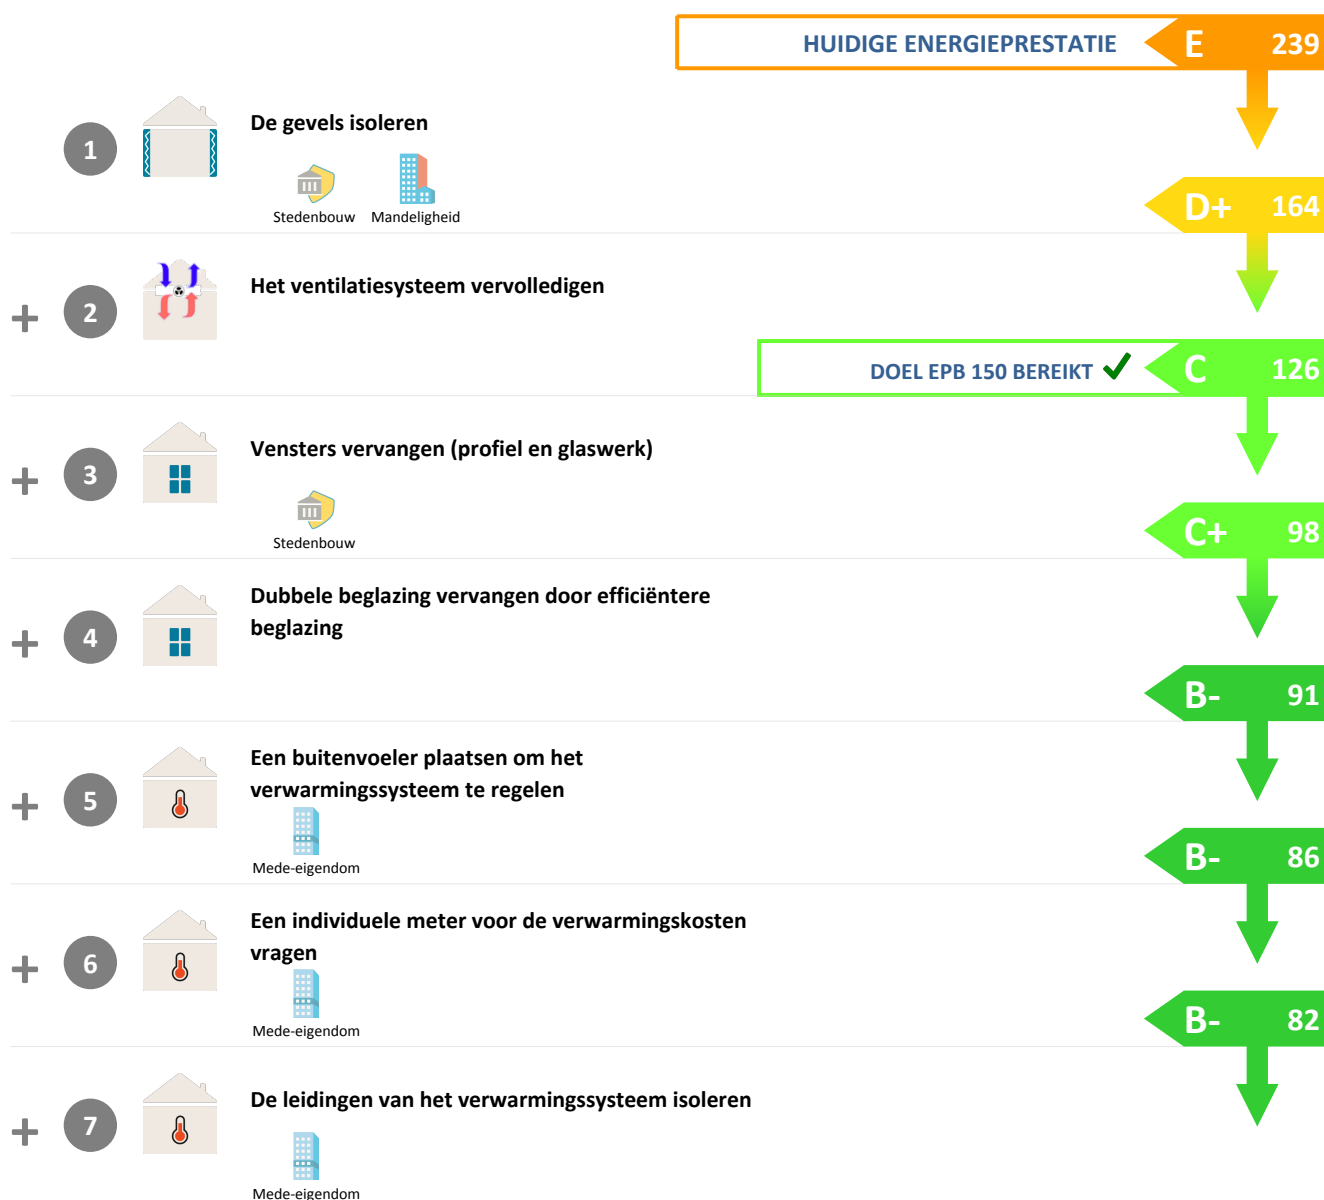 HUIDIGE ENERGIEPRESTATIE E 239
1 De gevels isoleren
Stedenbouw Mandeligheid
D+ 164
+ 2 Het ventilatiesysteem vervolledigen
DOEL EPB 150 BEREIKT ✔ C 126
+ 3 Vensters vervangen (profiel en glaswerk)
Stedenbouw
C+ 98
+ 4 Dubbele beglazing vervangen door efficiëntere
beglazing
B- 91
+ 5 Een buitenvoeler plaatsen om het
verwarmingssysteem te regelen
Mede-eigendom
B- 86
+ 6 Een individuele meter voor de verwarmingskosten
vragen
Mede-eigendom
B- 82
+ 7 De leidingen van het verwarmingssysteem isoleren
Mede-eigendom